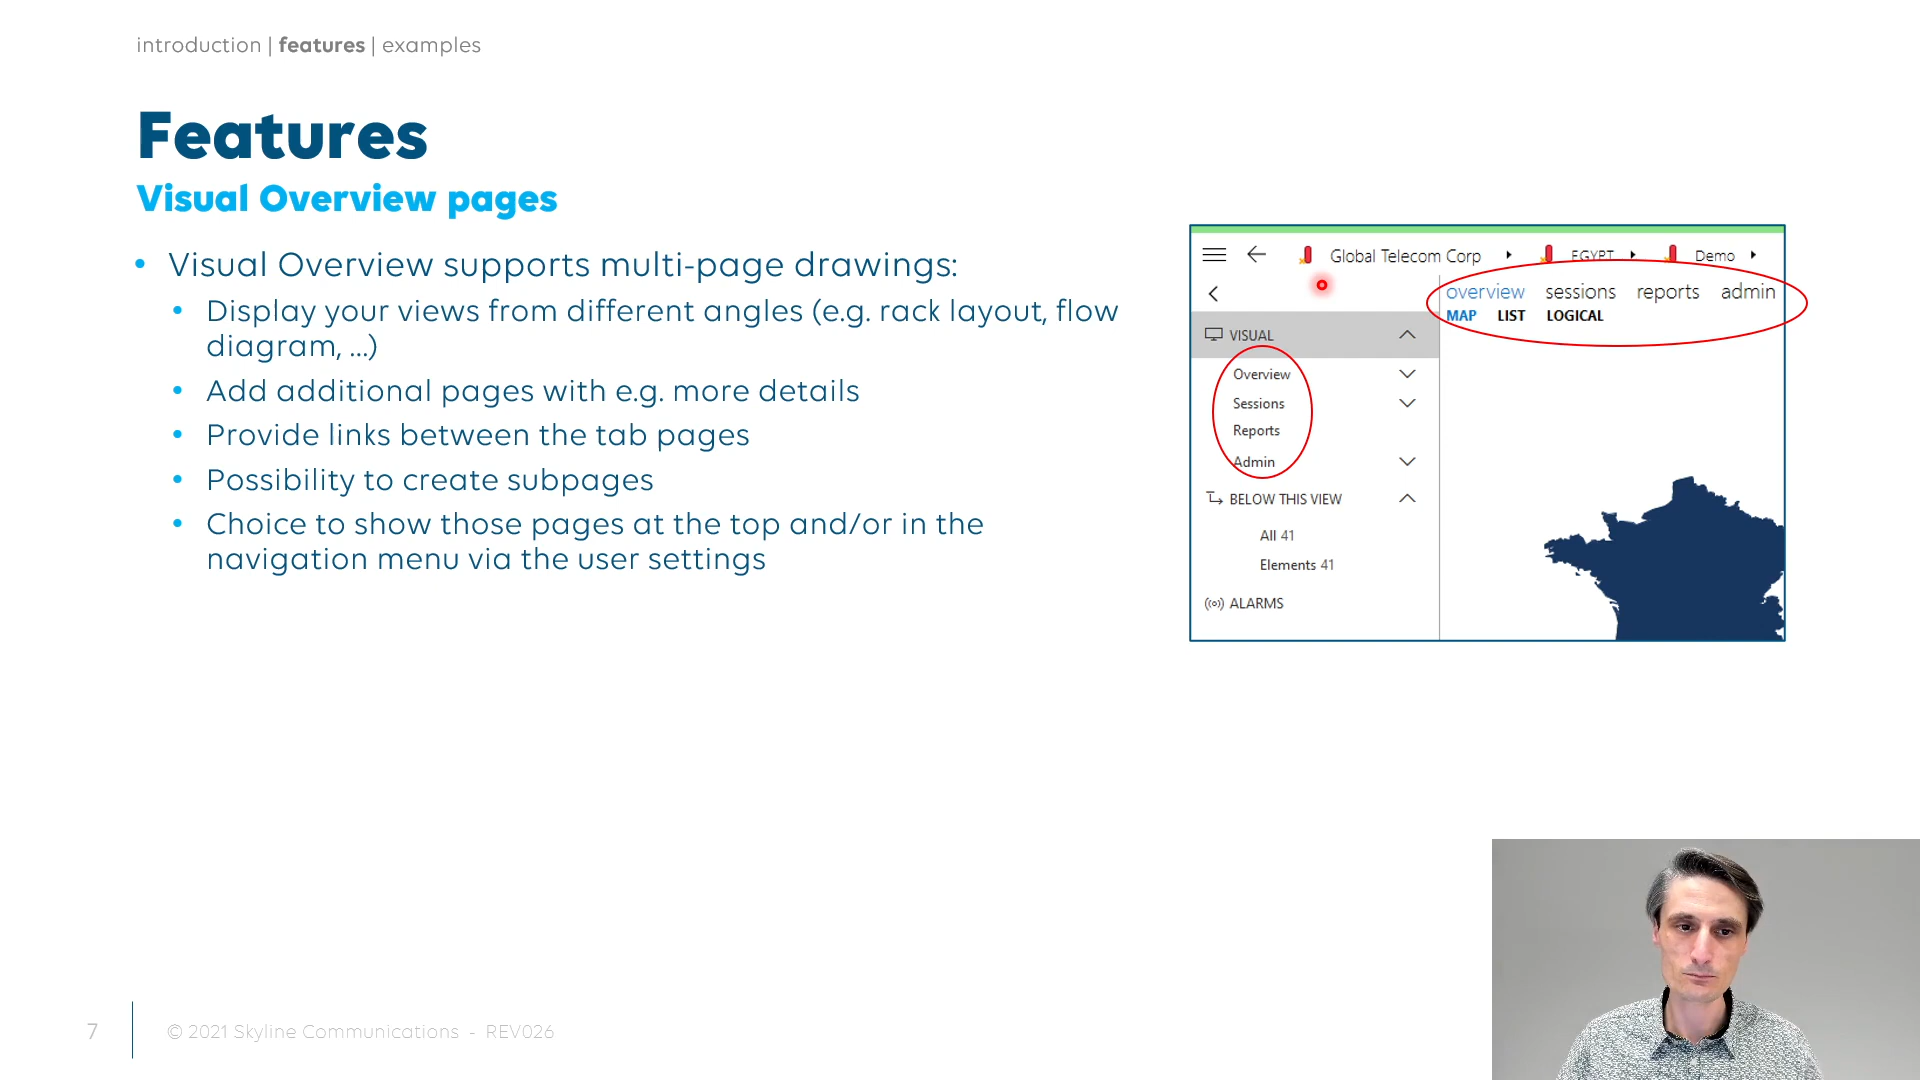 introduction | features | examples
Features
Visual Overview pages
• Visual Overview supports multi-page drawings:
• Display your views from different angles (e.g. rack layout, flow
diagram, ...)
• Add additional pages with e.g. more details
• Provide links between the tab pages
• Possibility to create subpages
• Choice to show those pages at the top and/or in the
navigation menu via the user settings
Global Telecom Corp EGYPT Demo
overview sessions reports admin
MAP LIST LOGICAL
VISUAL
Overview
Sessions
Reports
Admin
BELOW THIS VIEW
All 41
Elements 41
ALARMS
7
© 2021 Skyline Communications - REV026